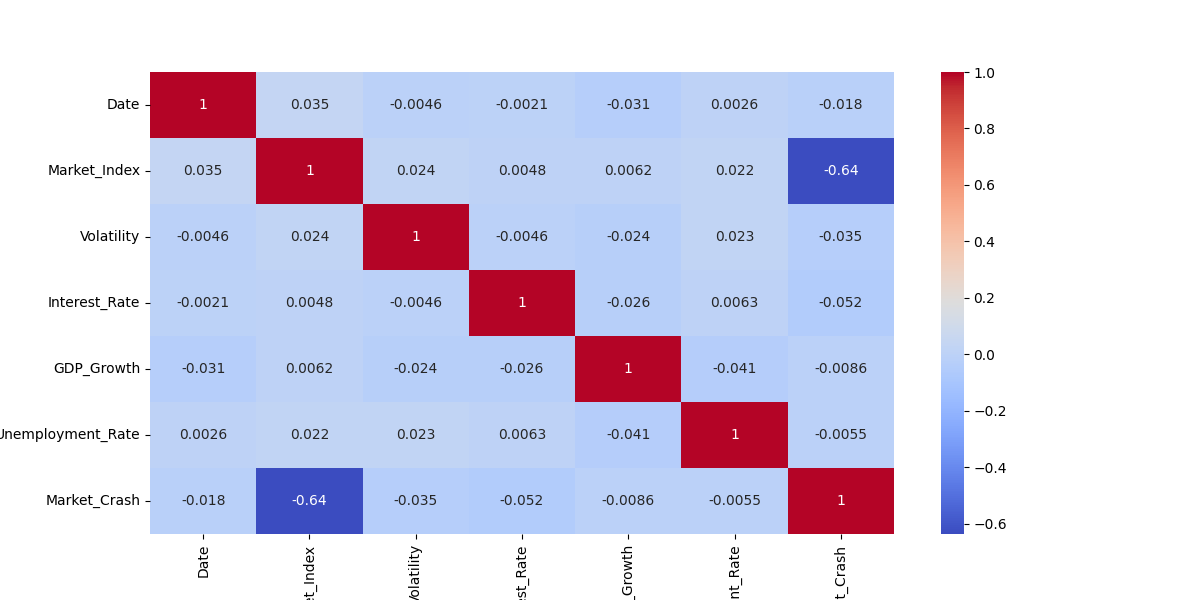 Date 1 0.035 -0.0046 -0.0021 -0.031 0.0026 -0.018
Market_Index 0.035 1 0.024 0.0048 0.0062 0.022 -0.64
Volatility -0.0046 0.024 1 -0.0046 -0.024 0.023 -0.035
Interest_Rate -0.0021 0.0048 -0.0046 1 -0.026 0.0063 -0.052
GDP_Growth -0.031 0.0062 -0.024 -0.026 1 -0.041 -0.0086
Unemployment_Rate 0.0026 0.022 0.023 0.0063 -0.041 1 -0.0055
Market_Crash -0.018 -0.64 -0.035 -0.052 -0.0086 -0.0055 1
Date
et_Index
Volatility
est_Rate
_Growth
nt_Rate
t_Crash
1.0
0.8
0.6
0.4
0.2
0.0
−0.2
−0.4
−0.6